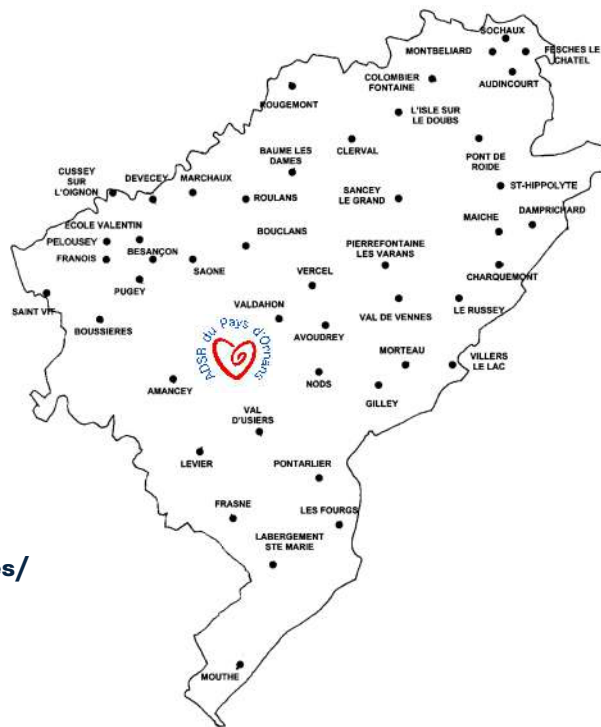 SOCHAUX
MONTBELIARD
FESCHES LE
CHATEL
COLOMBIER
FONTAINE
AUDINCOURT
ROUGEMONT
L'ISLE SUR
LE DOUBS
BAUME LES
DAMES
CLERVAL
PONT DE
ROIDE
CUSSEY
SUR
L'OIGNON
DEVECEY
MARCHAUX
ROULANS
SANCEY
LE GRAND
ST-HIPPOLYTE
DAMPRICHARD
MAICHE
ECOLE VALENTIN
PELOUSEY
BESANÇON
BOUCLANS
PIERREFONTAINE
LES VARANS
FRANOIS
SAONE
CHARQUEMONT
VERCEL
SAINT VIT
PUGEY
BOUSSIERES
VALDAHON
VAL DE VENNES
LE RUSSEY
AVOUDREY
ADSB du Pays d'Ornans
MORTEAU
VILLERS
LE LAC
AMANCEY
NODS
GILLEY
VAL
D'USIERS
LEVIER
PONTARLIER
FRASNE
LES FOURGS
LABERGEMENT
STE MARIE
es/
MOUTHE